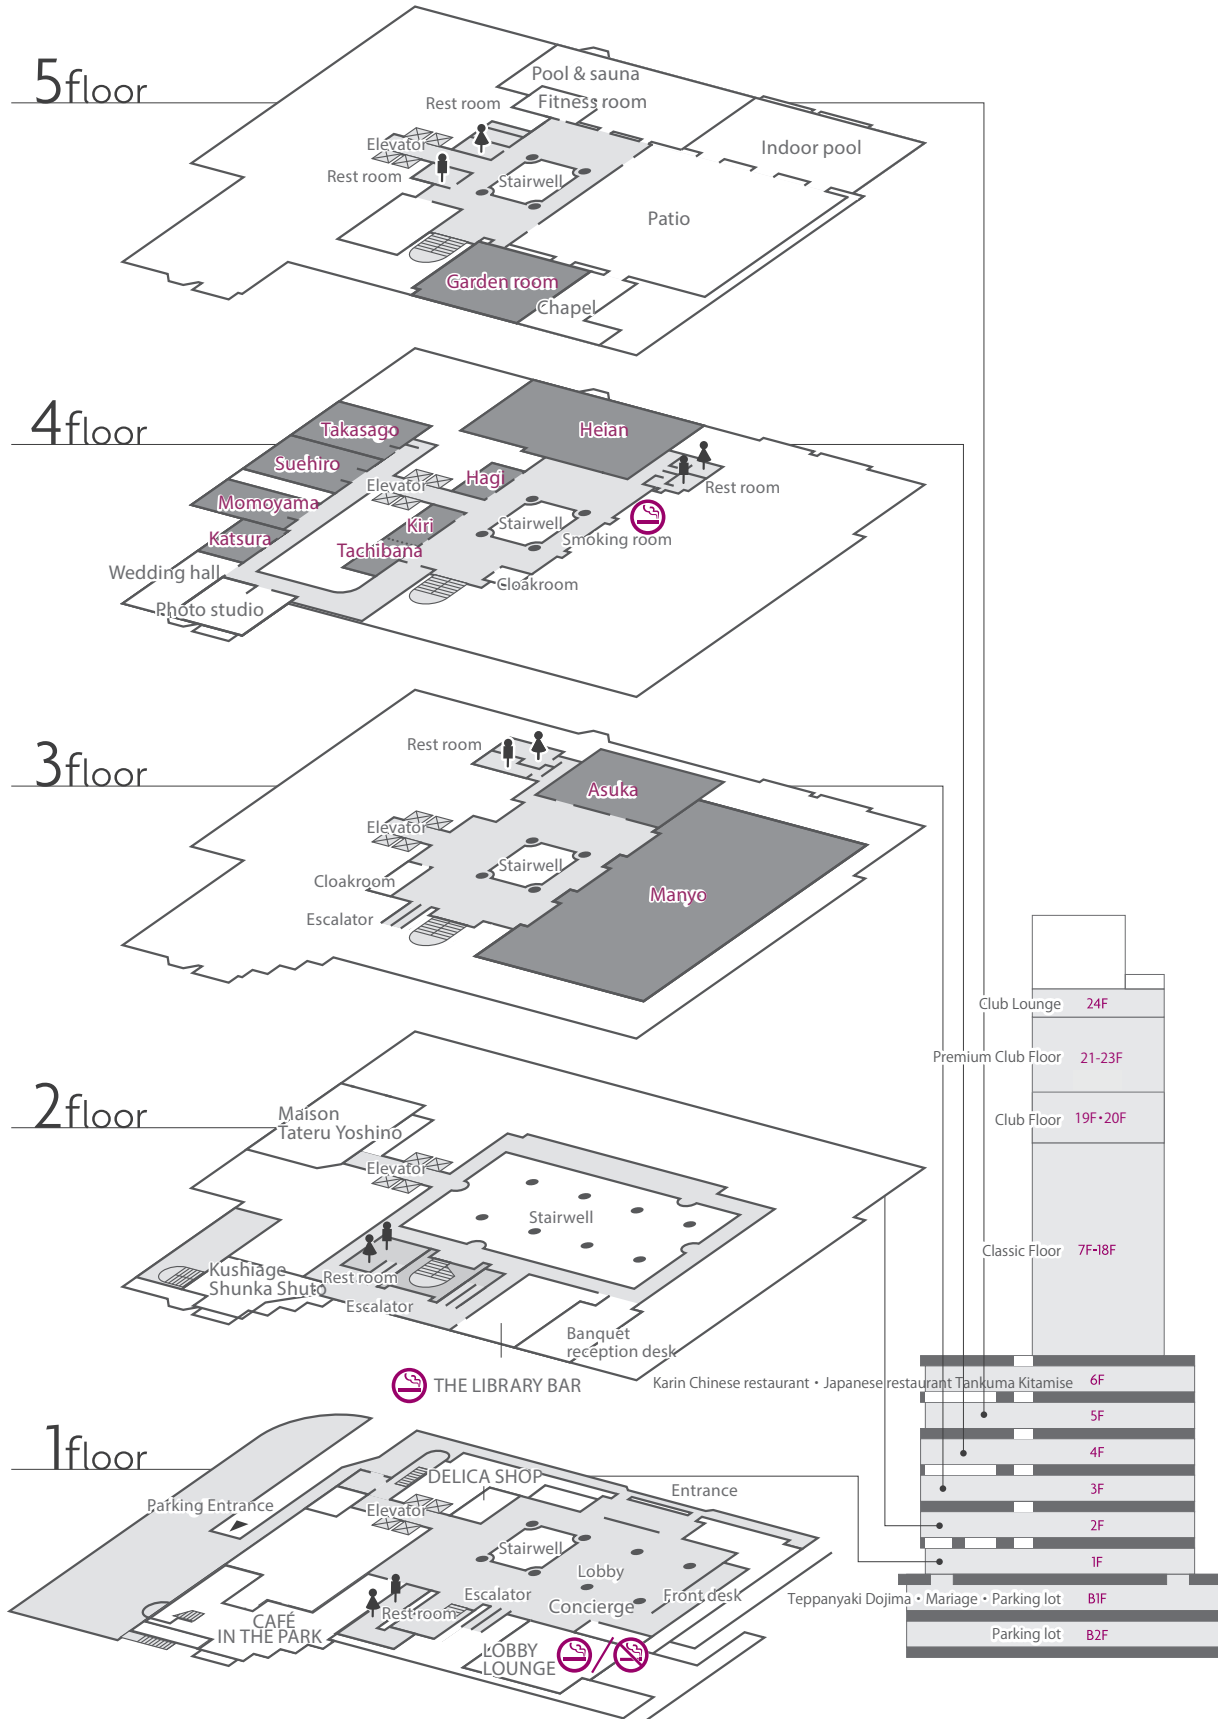 5floor
Pool & sauna
Fitness room
Rest room
Elevator
Rest room
Stairwell
Indoor pool
Patio
Garden room
Chapel
4floor
Takasago
Heian
Suehiro
Hagi
Elevator
Rest room
Momoyama
Kiri
Stairwell
Katsura
Tachibana
Smoking room
Wedding hall
Cloakroom
Photo studio
3floor
Rest room
Asuka
Elevator
Stairwell
Cloakroom
Manyo
Escalator
2floor
Maison
Tateru Yoshino
Elevator
Stairwell
Kushiage
Shunka Shuto
Rest room
Escalator
Banquet
reception desk
THE LIBRARY BAR
1floor
DELICA SHOP
Entrance
Parking Entrance
Elevator
Stairwell
Lobby
Escalator
Front desk
Concierge
Rest room
CAFÉ
IN THE PARK
LOBBY
LOUNGE
Club Lounge 24F
Premium Club Floor 21-23F
Club Floor 19F・20F
Classic Floor 7F-18F
Karin Chinese restaurant・Japanese restaurant Tankuma Kitamise 6F
5F
4F
3F
2F
1F
Teppanyaki Dojima・Mariage・Parking lot B1F
Parking lot B2F